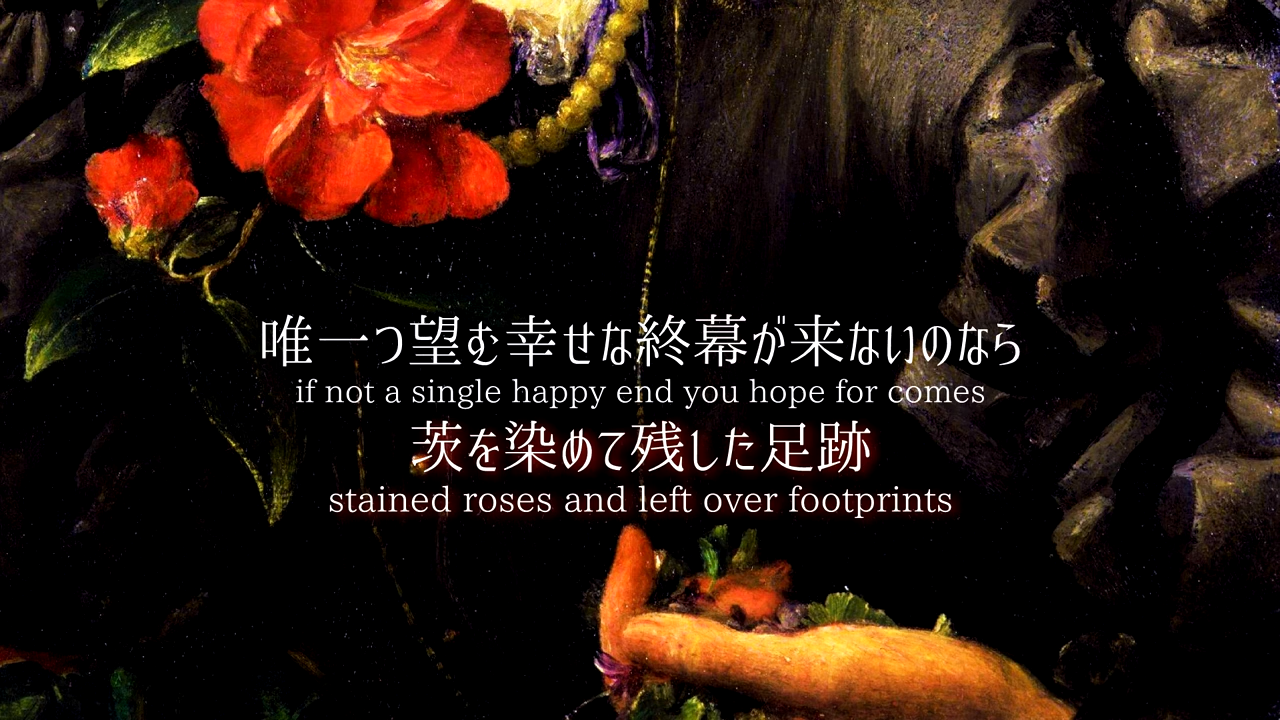 唯一つ望む幸せな終幕が来ないのなら
if not a single happy end you hope for comes
茨を染めて残した足跡
stained roses and left over footprints